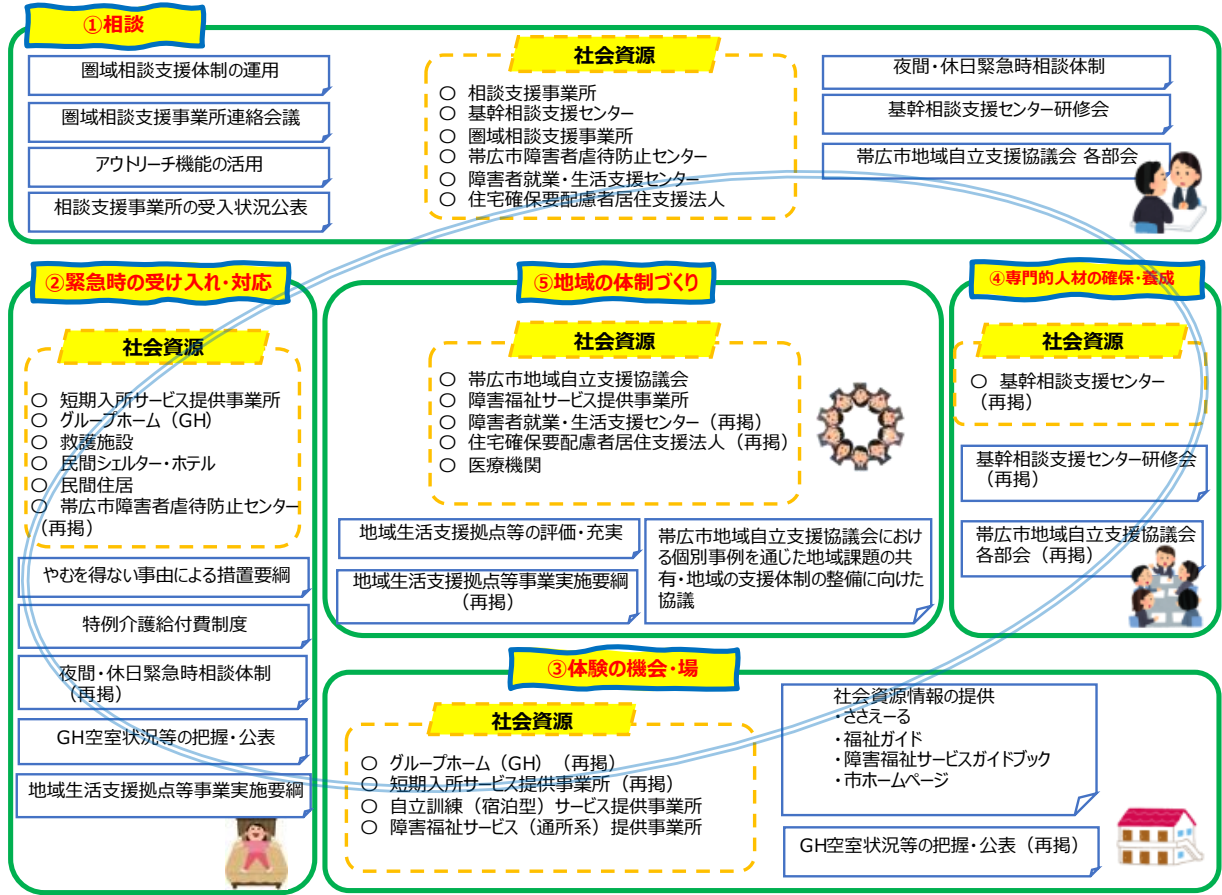 ①相談
圏域相談支援体制の運用
圏域相談支援事業所連絡会議
アウトリーチ機能の活用
相談支援事業所の受入状況公表
社会資源
〇 相談支援事業所
〇 基幹相談支援センター
〇 圏域相談支援事業所
〇 帯広市障害者虐待防止センター
〇 障害者就業・生活支援センター
〇 住宅確保要配慮者居住支援法人
夜間・休日緊急時相談体制
基幹相談支援センター研修会
帯広市地域自立支援協議会 各部会
②緊急時の受け入れ・対応
社会資源
〇 短期入所サービス提供事業所
〇 グループホーム（GH）
〇 救護施設
〇 民間シェルター・ホテル
〇 民間住居
〇 帯広市障害者虐待防止センター
（再掲）
やむを得ない事由による措置要綱
特例介護給付費制度
夜間・休日緊急時相談体制
（再掲）
GH空室状況等の把握・公表
地域生活支援拠点等事業実施要綱
⑤地域の体制づくり
社会資源
〇 帯広市地域自立支援協議会
〇 障害福祉サービス提供事業所
〇 障害者就業・生活支援センター（再掲）
〇 住宅確保要配慮者居住支援法人（再掲）
〇 医療機関
地域生活支援拠点等の評価・充実
地域生活支援拠点等事業実施要綱
（再掲）
帯広市地域自立支援協議会におけ
る個別事例を通じた地域課題の共
有・地域の支援体制の整備に向けた
協議
④専門的人材の確保・養成
社会資源
〇 基幹相談支援センター
（再掲）
基幹相談支援センター研修会
（再掲）
帯広市地域自立支援協議会
各部会（再掲）
③体験の機会・場
社会資源
〇 グループホーム（GH）（再掲）
〇 短期入所サービス提供事業所（再掲）
〇 自立訓練（宿泊型）サービス提供事業所
〇 障害福祉サービス（通所系）提供事業所
社会資源情報の提供
・ささえーる
・福祉ガイド
・障害福祉サービスガイドブック
・市ホームページ
GH空室状況等の把握・公表（再掲）